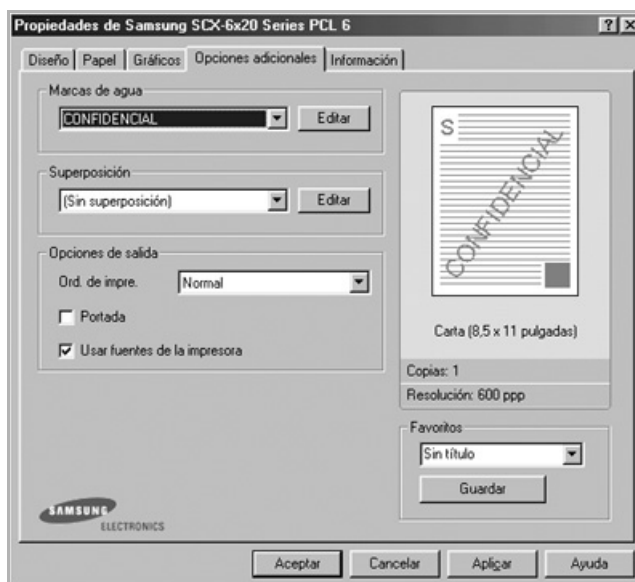 Propiedades de Samsung SCX-6x20 Series PCL 6
Diseño Papel Gráficos Opciones adicionales Información
Marcas de agua
CONFIDENCIAL Editar
Superposición
(Sin superposición) Editar
Opciones de salida
Ord. de impre. Normal
Portada
Usar fuentes de la impresora
S
CONFIDENCIAL
Carta (8,5 x 11 pulgadas)
Copias: 1
Resolución: 600 ppp
Favoritos
Sin título
Guardar
SAMSUNG
ELECTRONICS
Aceptar Cancelar Aplicar Ayuda